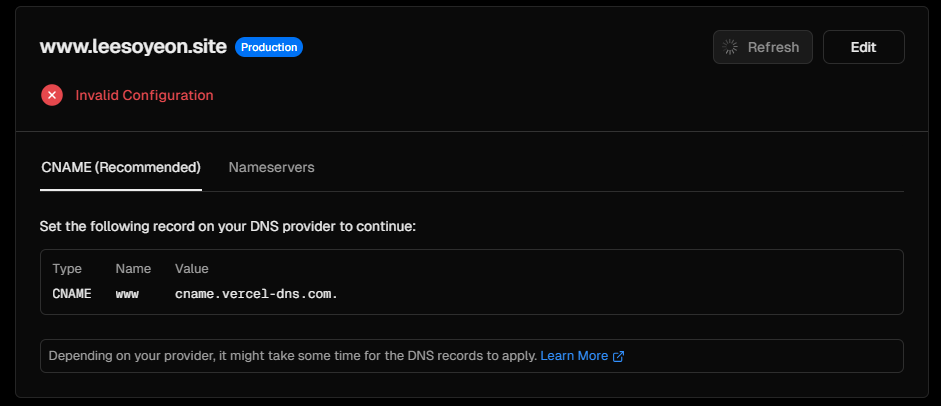 www.leesoyeon.site Production Refresh Edit
Invalid Configuration
CNAME (Recommended) Nameservers
Set the following record on your DNS provider to continue:
Type Name Value
CNAME www cname.vercel-dns.com.
Depending on your provider, it might take some time for the DNS records to apply. Learn More